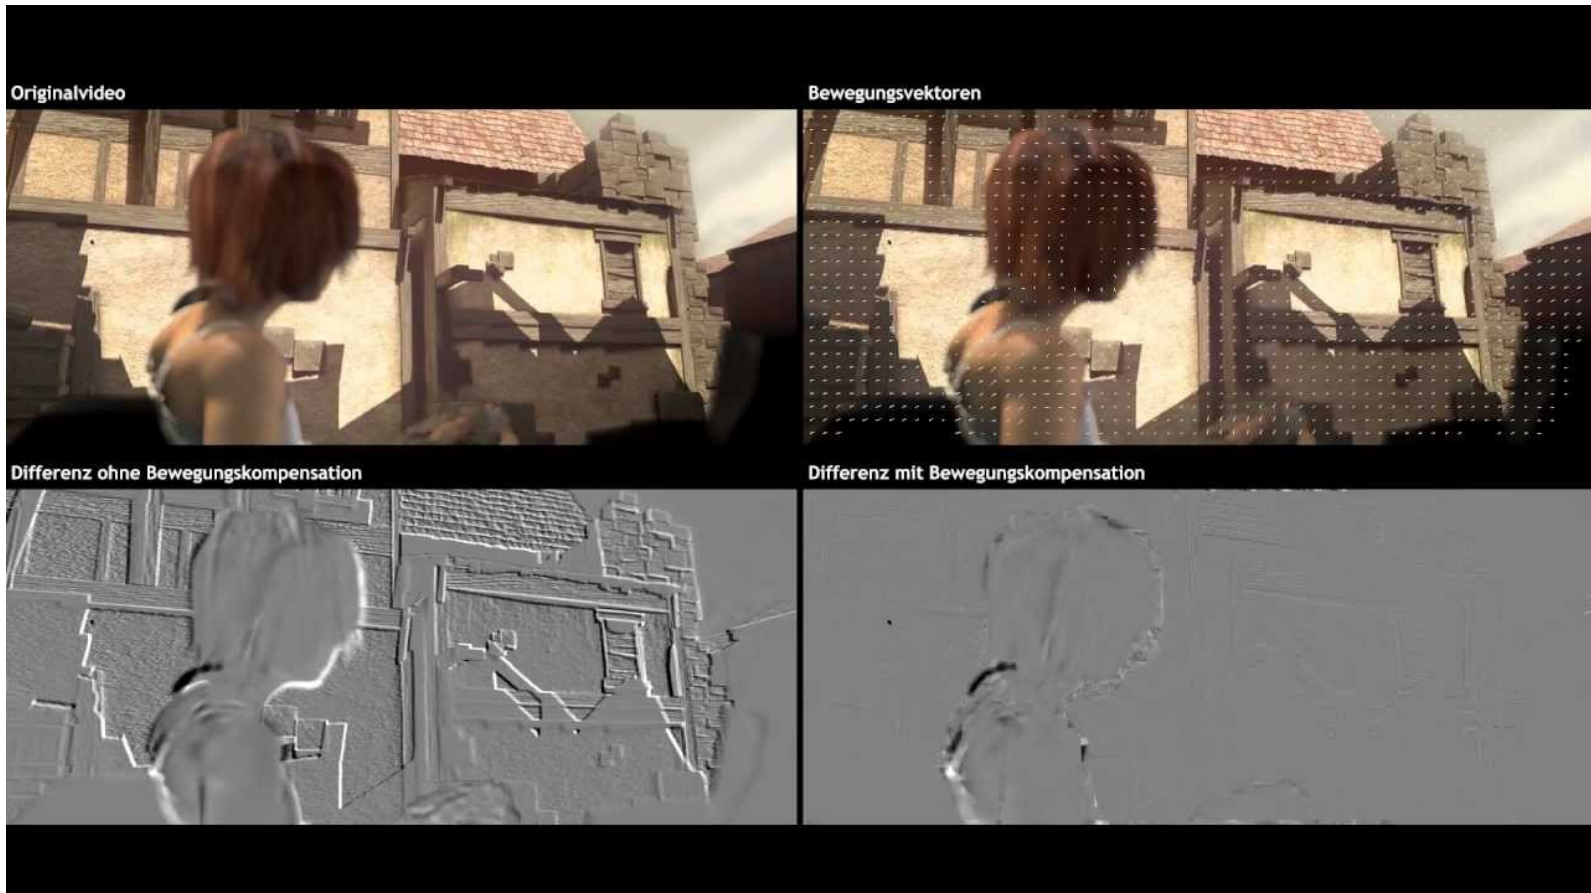 Originalvideo
Bewegungsvektoren
Differenz ohne Bewegungskompensation
Differenz mit Bewegungskompensation